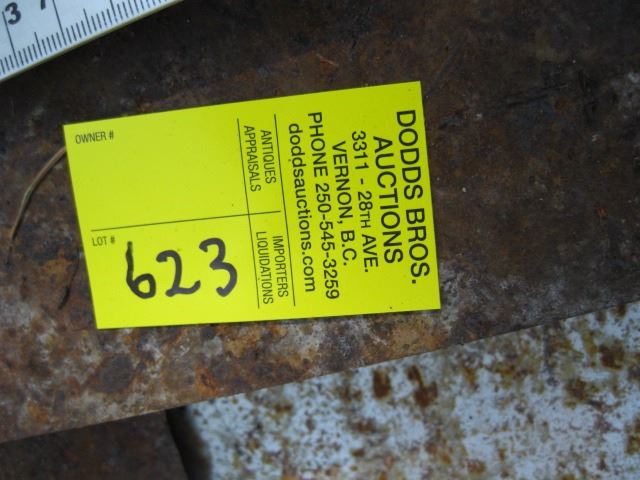 DODDS BROS.
AUCTIONS
3311 - 28TH AVE.
VERNON, B.C.
PHONE 250-545-3259
doddsauctions.com
ANTIQUES
APPRAISALS
IMPORTERS
LIQUIDATIONS
OWNER #
LOT #
623
3